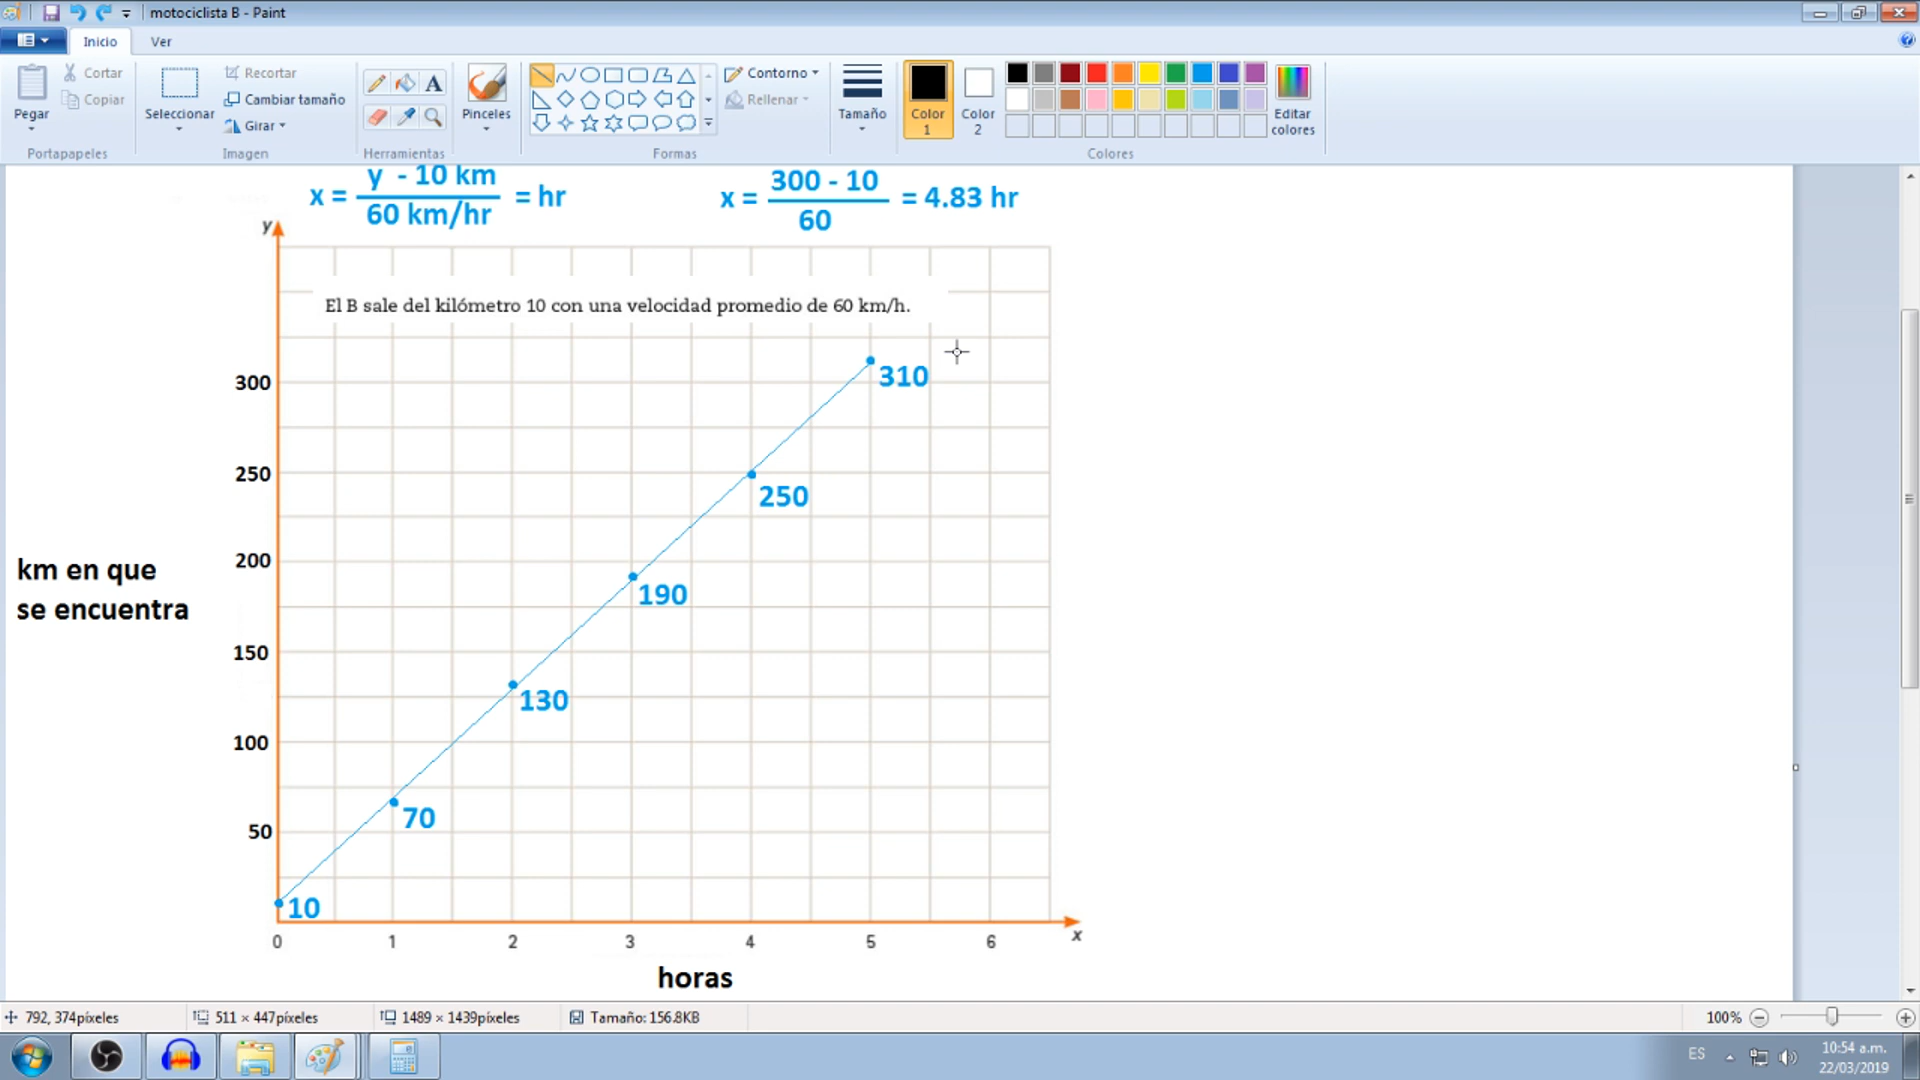 motociclista B - Paint
Inicio
Ver
Cortar
Copiar
Pegar
Portapapeles
Seleccionar
Recortar
Cambiar tamaño
Girar
Imagen
A
Herramientas
Pinceles
Contorno
Rellenar
Formas
Tamaño
Color
1
Color
2
Editar
colores
Colores
x = y - 10 km / 60 km/hr = hr
x = 300 - 10 / 60 = 4.83 hr
y
El B sale del kilómetro 10 con una velocidad promedio de 60 km/h.
310
300
250
250
km en que
se encuentra
200
190
150
130
100
70
50
10
0 1 2 3 4 5 6 x
horas
792, 374píxeles
511 × 447píxeles
1489 × 1439píxeles
Tamaño: 156.8KB
100%
ES
10:54 a.m.
22/03/2019